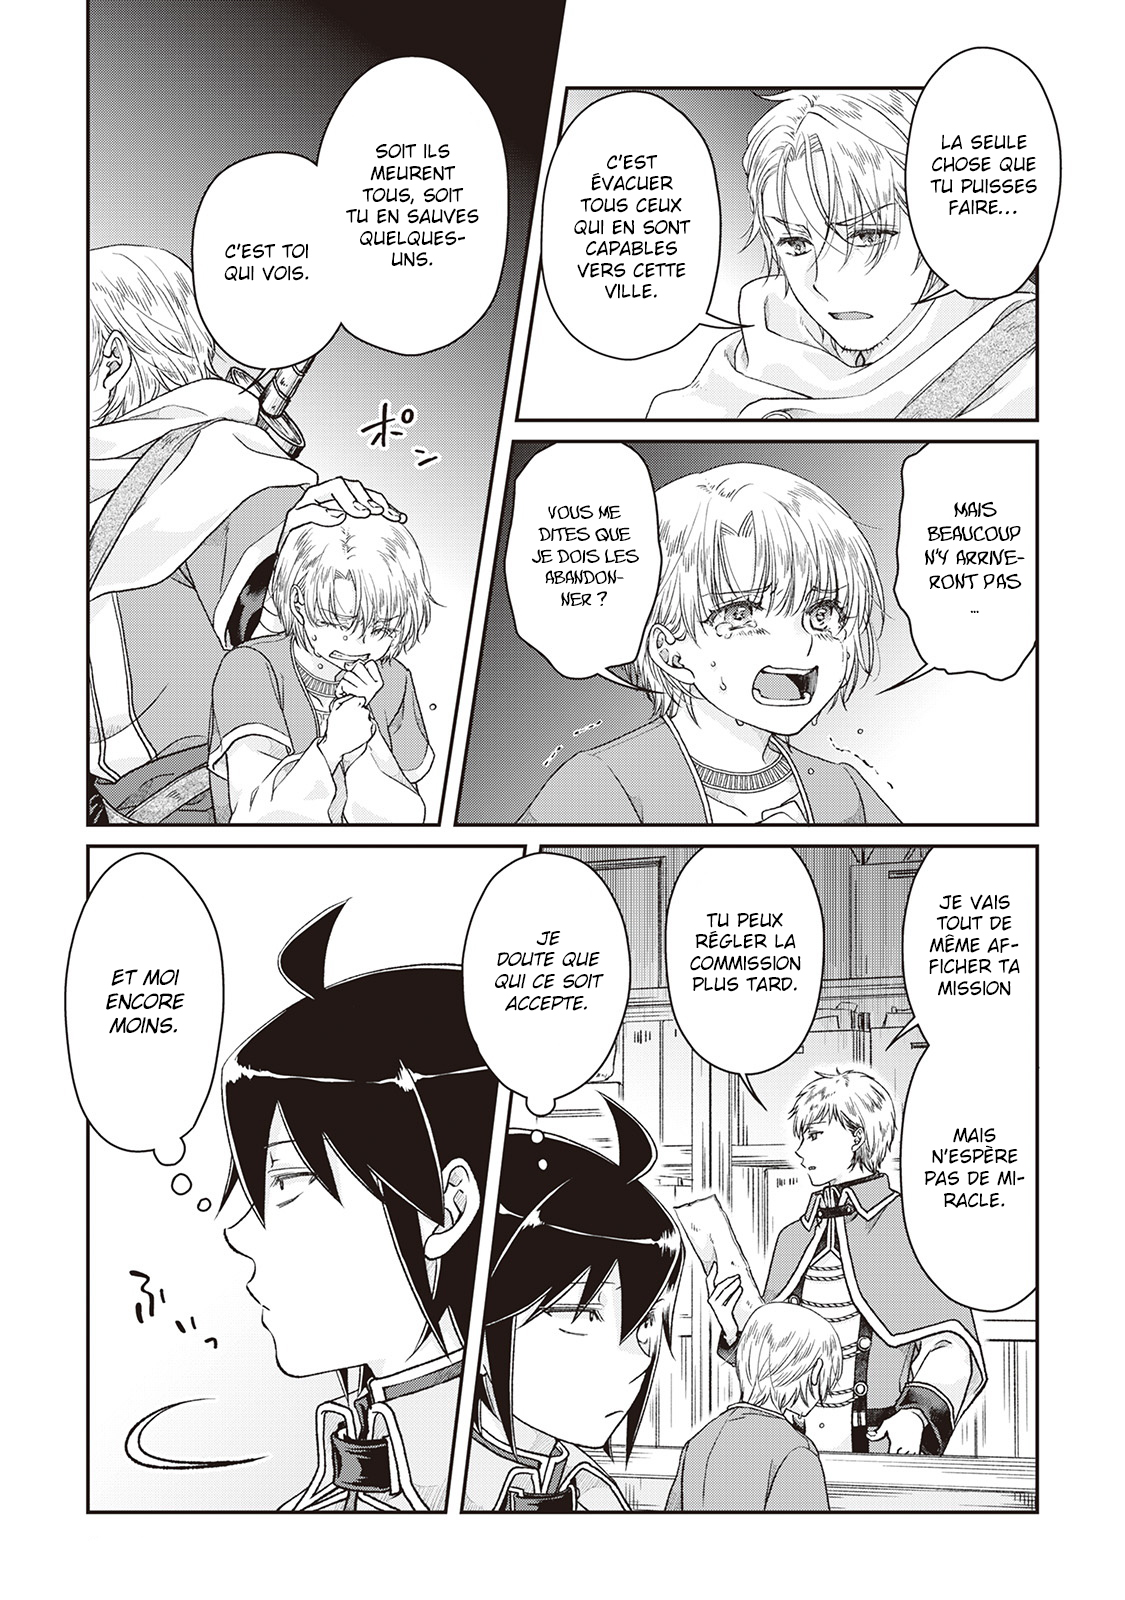 LA SEULE
CHOSE QUE
TU PUISSES
FAIRE...
C'EST
ÉVACUER
TOUS CEUX
QUI EN SONT
CAPABLES
VERS CETTE
VILLE.
MAIS
BEAUCOUP
N'Y ARRIVE-
RONT PAS
...
VOUS ME
DITES QUE
JE DOIS LES
ABANDON-
NER ?
SOIT ILS
MEURENT
TOUS, SOIT
TU EN SAUVES
QUELQUES-
UNS.
C'EST TOI
QUI VOIS.
ポン
JE VAIS
TOUT DE
MÊME AF-
FICHER TA
MISSION
MAIS
N'ESPÈRE
PAS DE MI-
RACLE.
TU PEUX
RÉGLER LA
COMMISSION
PLUS TARD.
JE
DOUTE QUE
QUI CE SOIT
ACCEPTE.
ET MOI
ENCORE
MOINS.
ふい…